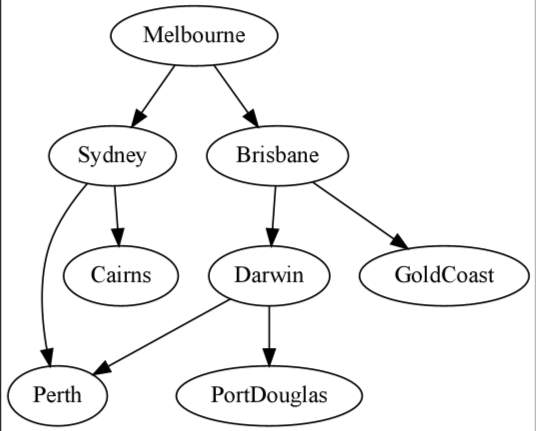 Melbourne
Sydney
Brisbane
Cairns
Darwin
GoldCoast
Perth
PortDouglas